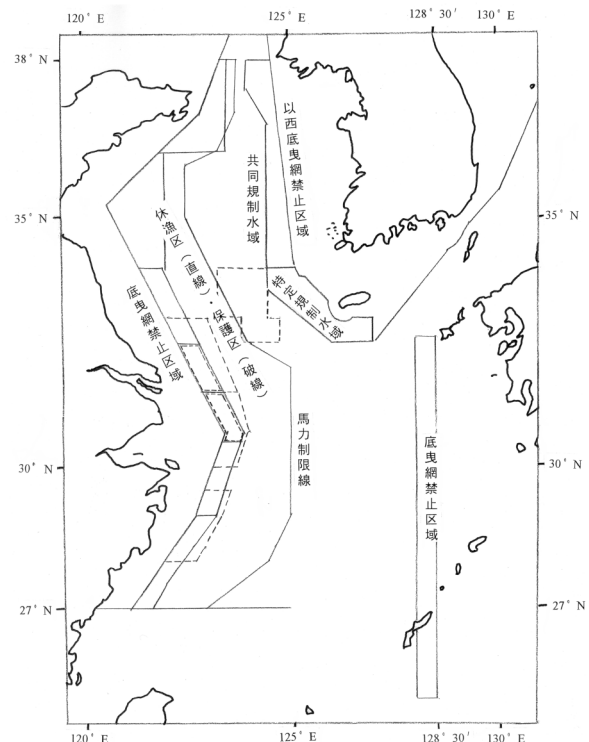 120° E
125° E
128° 30′
130° E
38° N
以西底曳網禁止区域
共同規制水域
35° N
35° N
休漁区（直線）・保護区（破線）
特定規制水域
底曳網禁止区域
馬力制限線
底曳網禁止区域
30° N
30° N
27° N
27° N
120° E
125° E
128° 30′
130° E